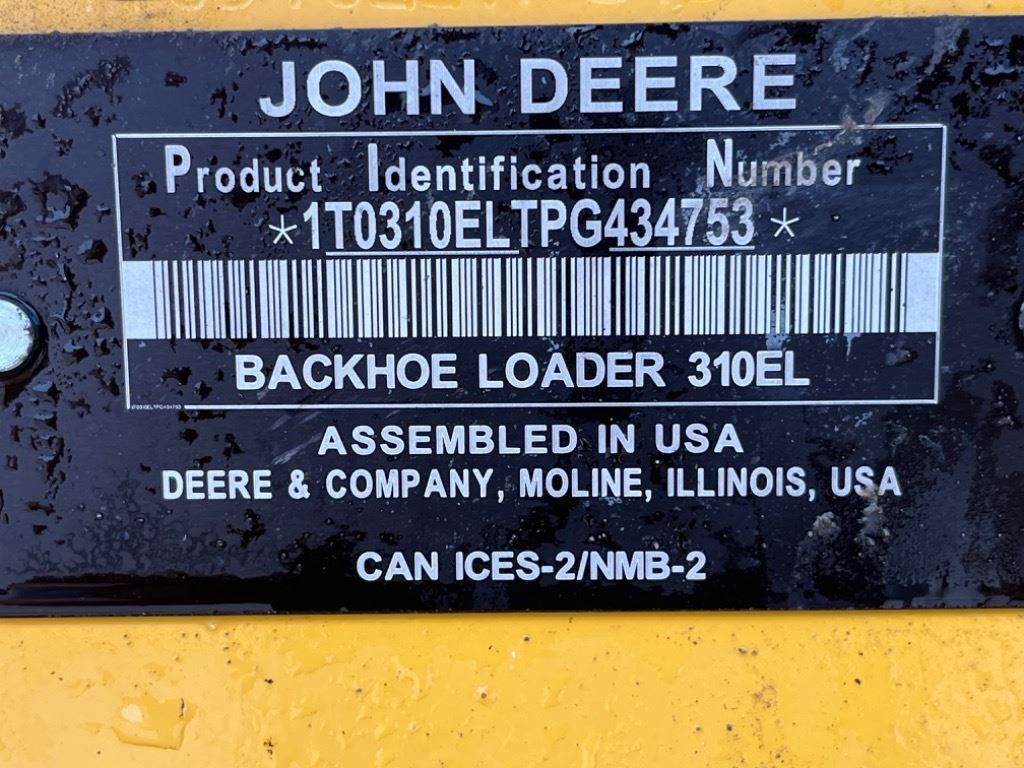 JOHN DEERE
Product Identification Number
*1T0310ELTPG434753*
BACKHOE LOADER 310EL
1T0310ELTPG434753
ASSEMBLED IN USA
DEERE & COMPANY, MOLINE, ILLINOIS, USA
CAN ICES-2/NMB-2